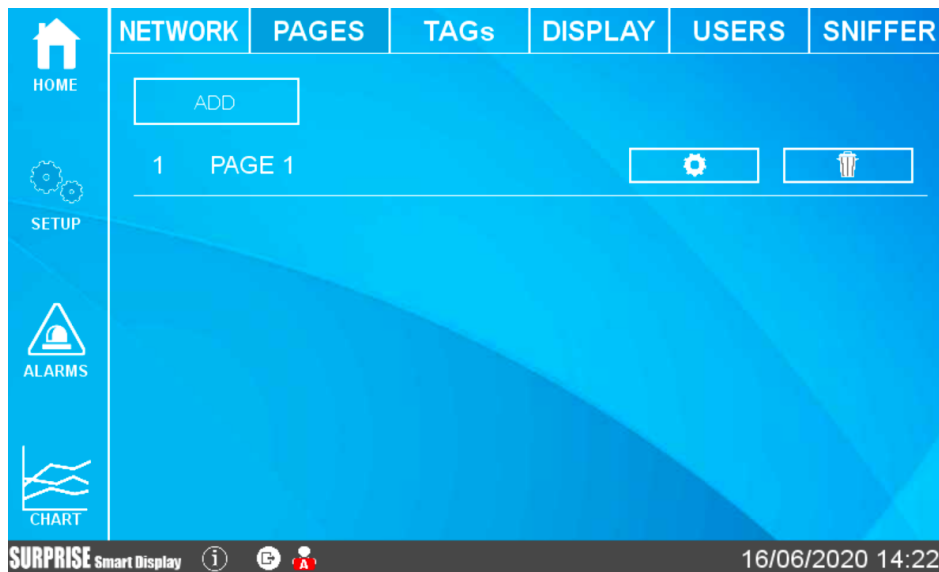 NETWORK PAGES TAGs DISPLAY USERS SNIFFER
HOME
ADD
1 PAGE 1
SETUP
ALARMS
CHART
SURPRISE Smart Display i A 16/06/2020 14:22